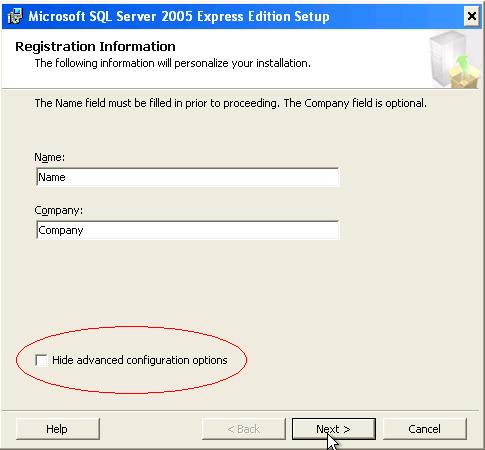 Microsoft SQL Server 2005 Express Edition Setup
Registration Information
The following information will personalize your installation.
The Name field must be filled in prior to proceeding. The Company field is optional.
Name:
Name
Company:
Company
Hide advanced configuration options
Help
< Back
Next >
Cancel